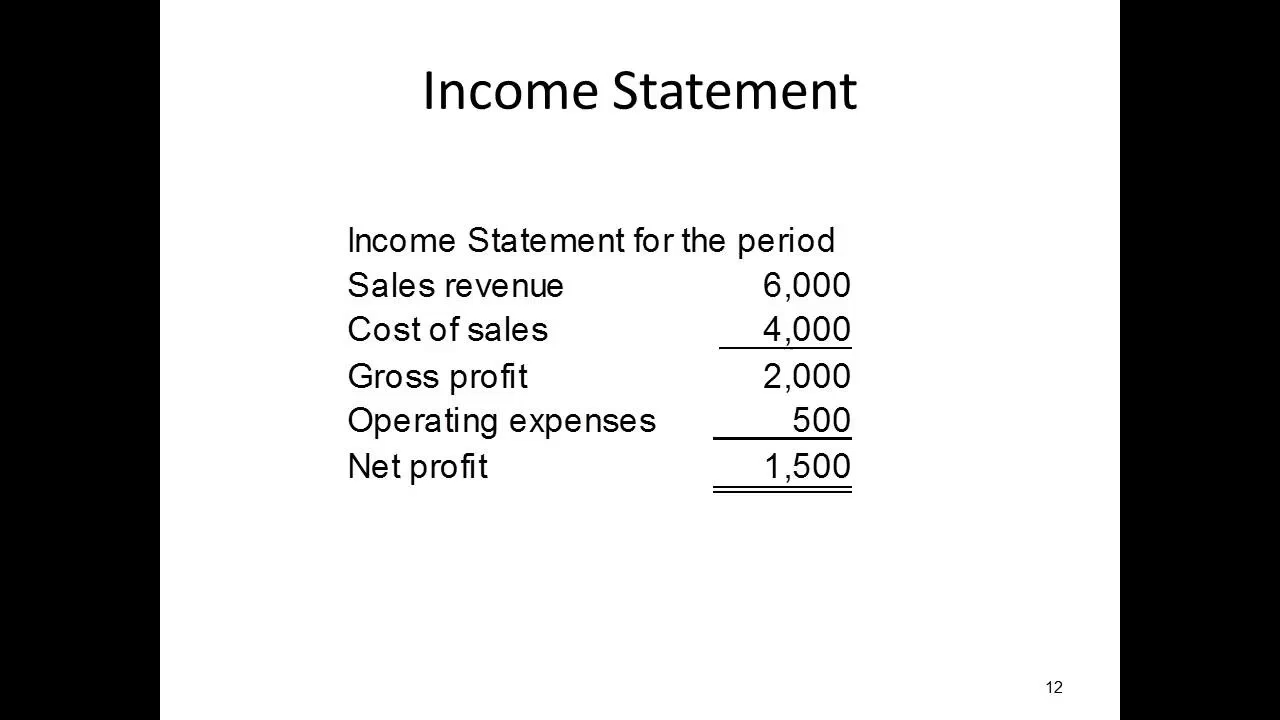 Income Statement
Income Statement for the period
Sales revenue 6,000
Cost of sales 4,000
Gross profit 2,000
Operating expenses 500
Net profit 1,500
12